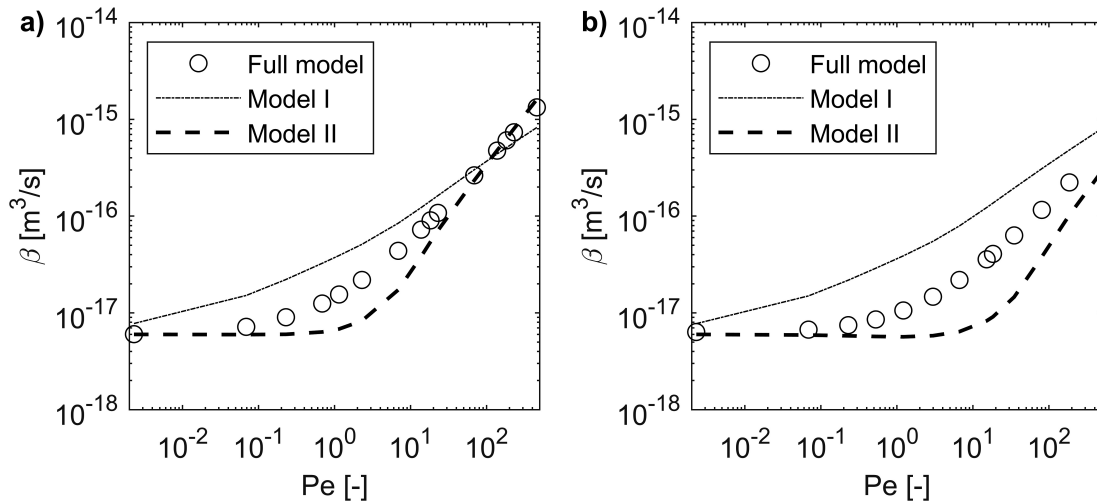 a)
10^-14
10^-15
10^-16
10^-17
10^-18
β [m^3/s]
Full model
Model I
Model II
10^-2
10^-1
10^0
10^1
10^2
Pe [-]
b)
10^-14
10^-15
10^-16
10^-17
10^-18
β [m^3/s]
Full model
Model I
Model II
10^-2
10^-1
10^0
10^1
10^2
Pe [-]